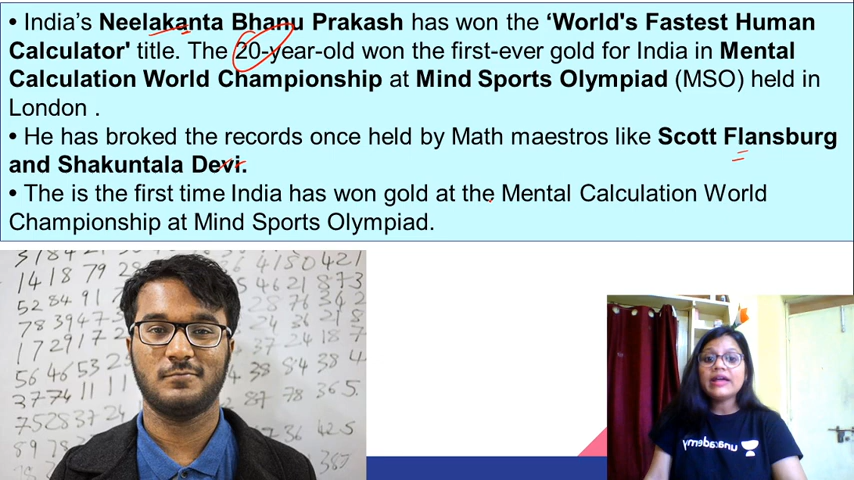 • India’s Neelakanta Bhanu Prakash has won the ‘World's Fastest Human
Calculator' title. The 20-year-old won the first-ever gold for India in Mental
Calculation World Championship at Mind Sports Olympiad (MSO) held in
London .
• He has broked the records once held by Math maestros like Scott Flansburg
and Shakuntala Devi.
• The is the first time India has won gold at the Mental Calculation World
Championship at Mind Sports Olympiad.
unacademy